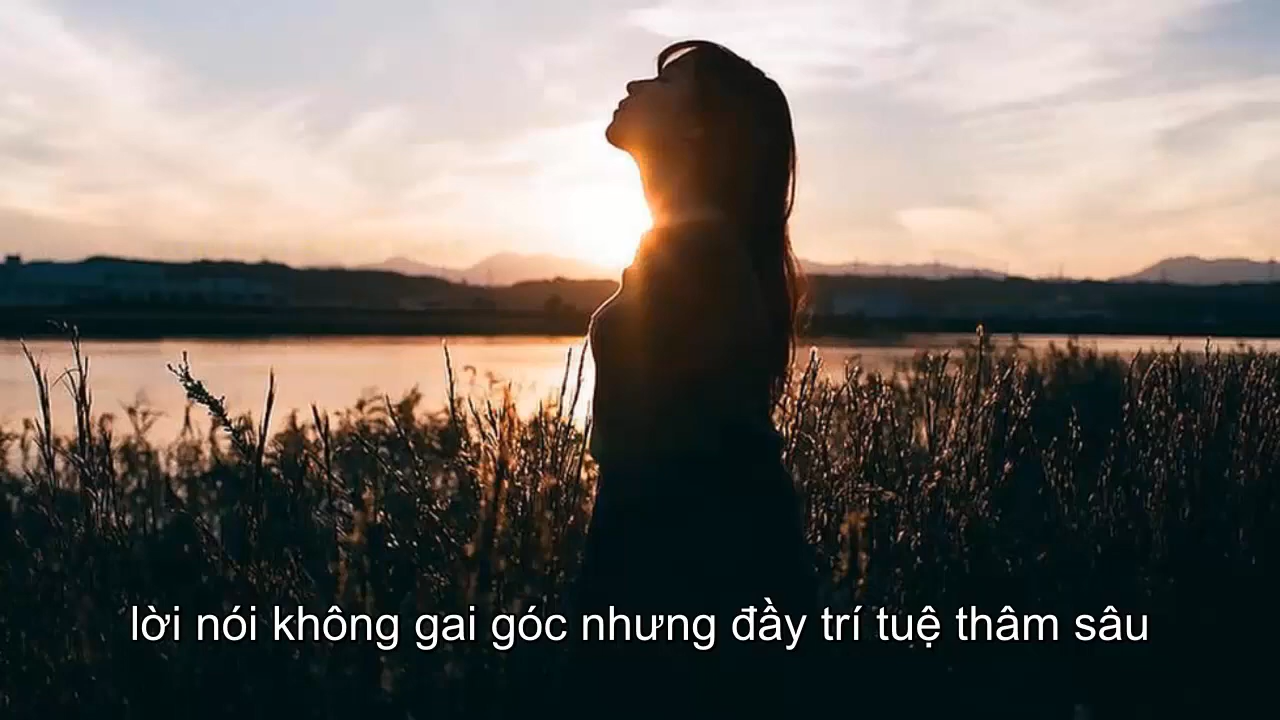 lời nói không gai góc nhưng đầy trí tuệ thâm sâu